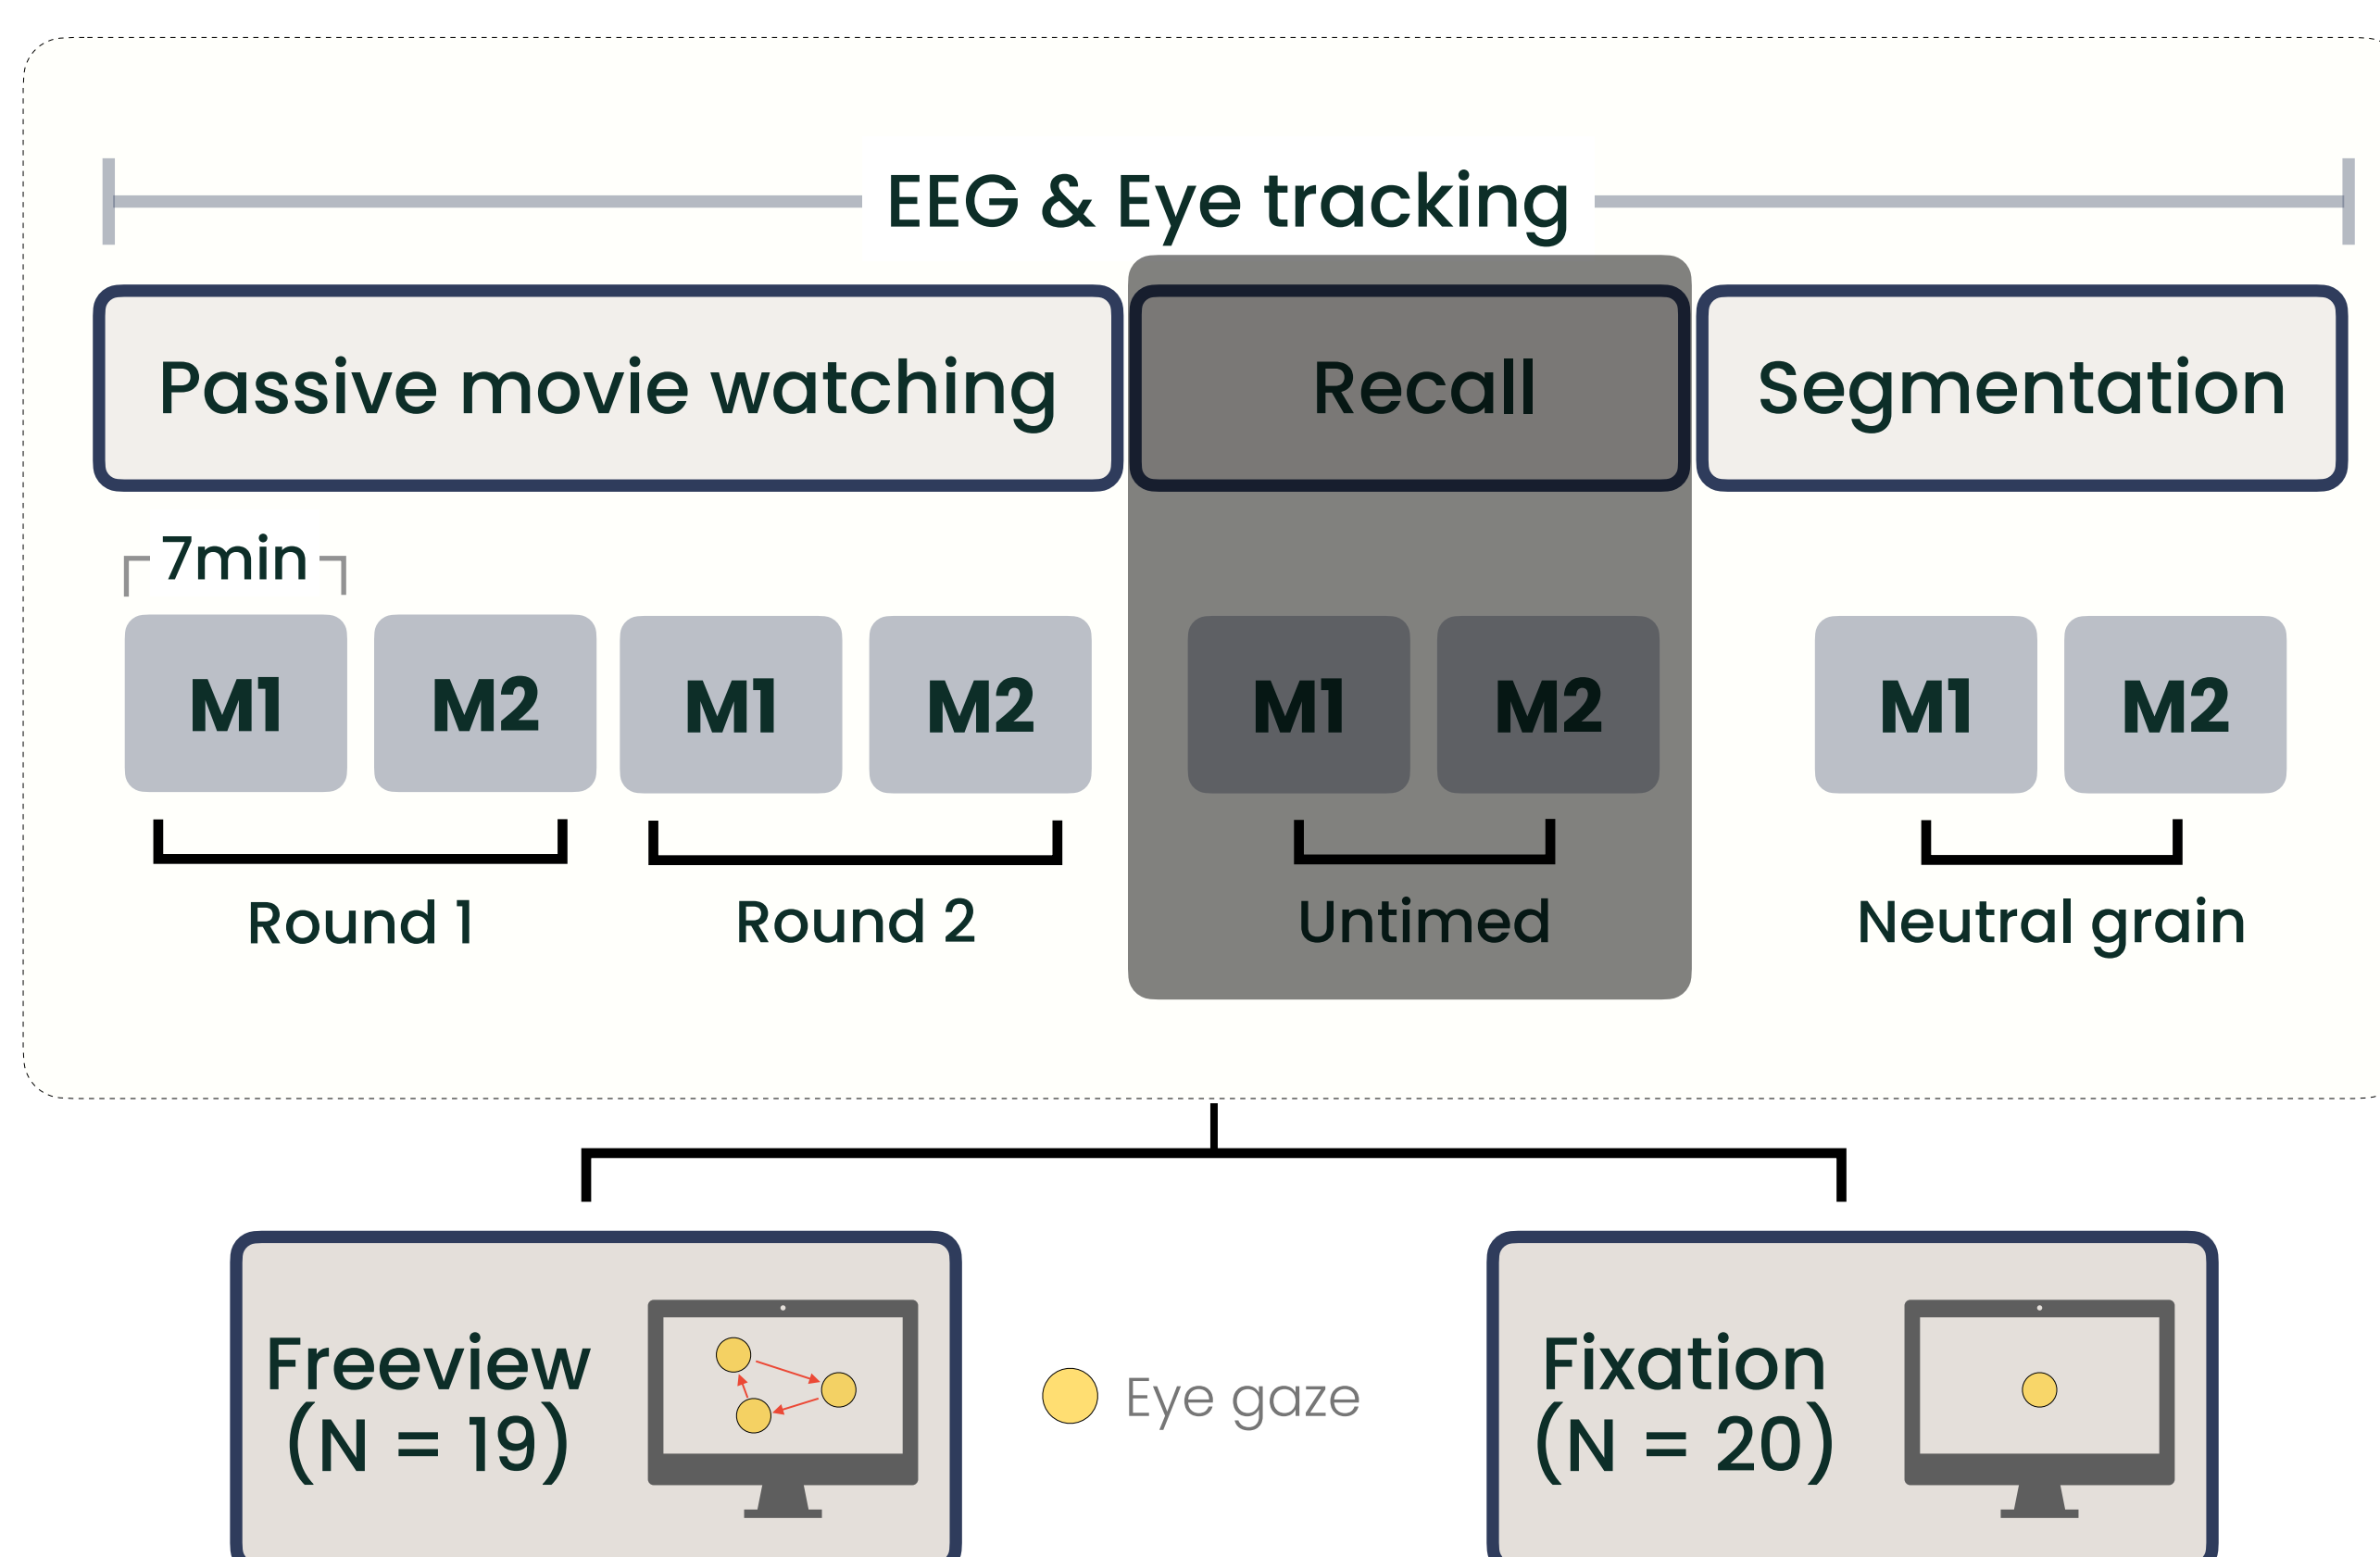 EEG & Eye tracking
Passive movie watching
Recall
Segmentation
7min
M1
M2
M1
M2
M1
M2
M1
M2
Round 1
Round 2
Untimed
Neutral grain
Freeview
(N = 19)
Eye gaze
Fixation
(N = 20)